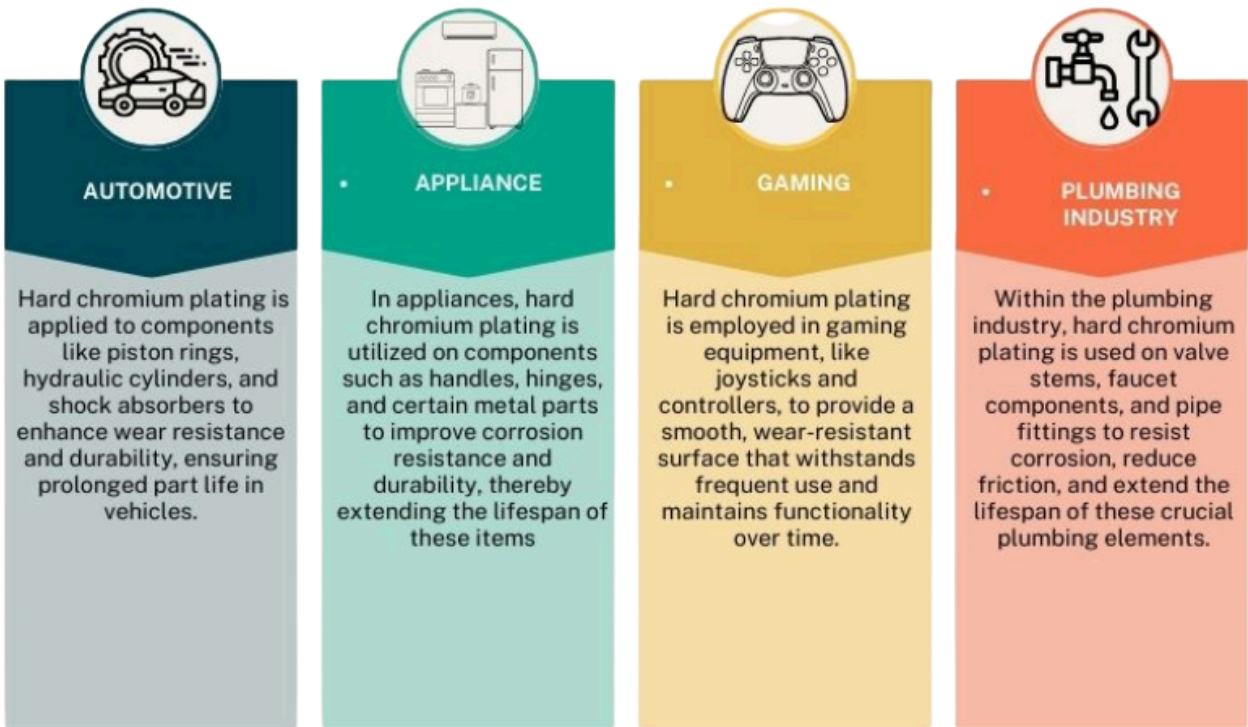 AUTOMOTIVE
Hard chromium plating is
applied to components
like piston rings,
hydraulic cylinders, and
shock absorbers to
enhance wear resistance
and durability, ensuring
prolonged part life in
vehicles.
• APPLIANCE
In appliances, hard
chromium plating is
utilized on components
such as handles, hinges,
and certain metal parts
to improve corrosion
resistance and
durability, thereby
extending the lifespan of
these items
• GAMING
Hard chromium plating
is employed in gaming
equipment, like
joysticks and
controllers, to provide a
smooth, wear-resistant
surface that withstands
frequent use and
maintains functionality
over time.
• PLUMBING
INDUSTRY
Within the plumbing
industry, hard chromium
plating is used on valve
stems, faucet
components, and pipe
fittings to resist
corrosion, reduce
friction, and extend the
lifespan of these crucial
plumbing elements.